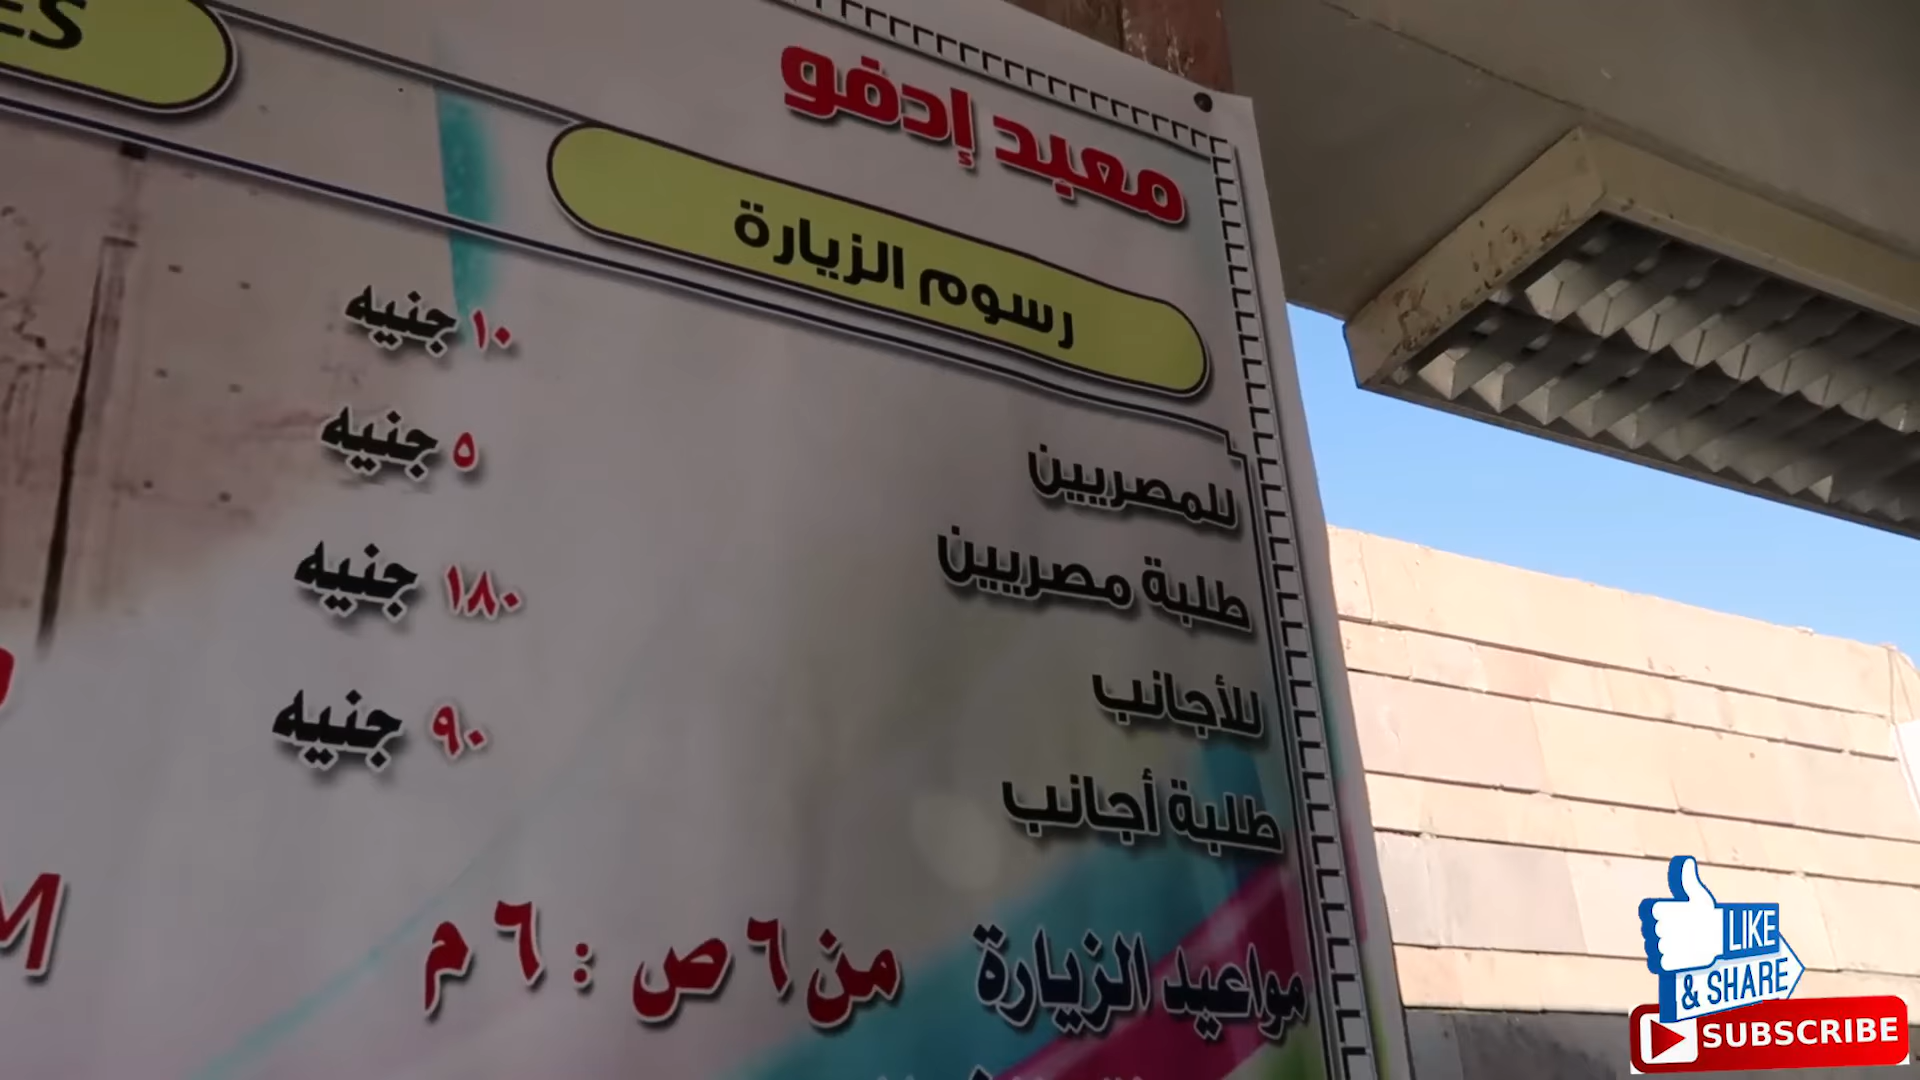 معبد إدفو
رسوم الزيارة
للمصريين ١٠ جنيه
طلبة مصريين ٥ جنيه
للأجانب ١٨٠ جنيه
طلبة أجانب ٩٠ جنيه
مواعيد الزيارة من ٦ ص : ٦ م
ES
M
LIKE
& SHARE
SUBSCRIBE